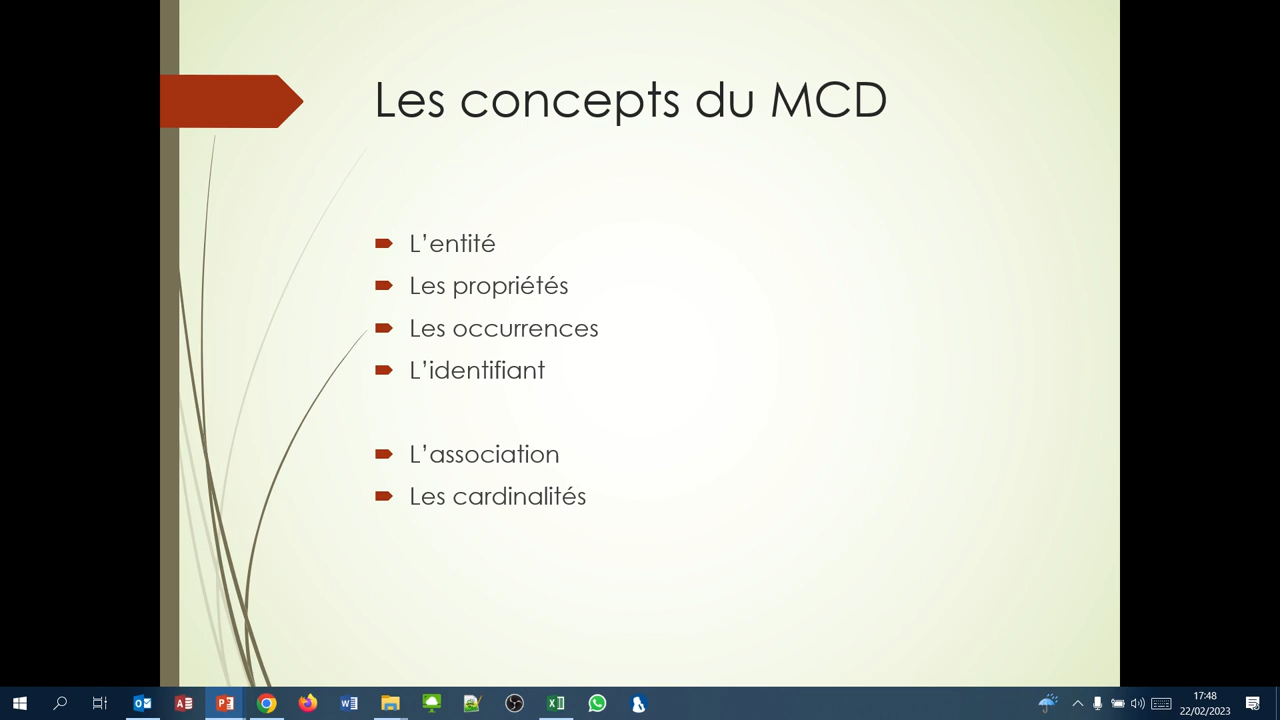 Les concepts du MCD
L’entité
Les propriétés
Les occurrences
L’identifiant
L’association
Les cardinalités
17:48
22/02/2023